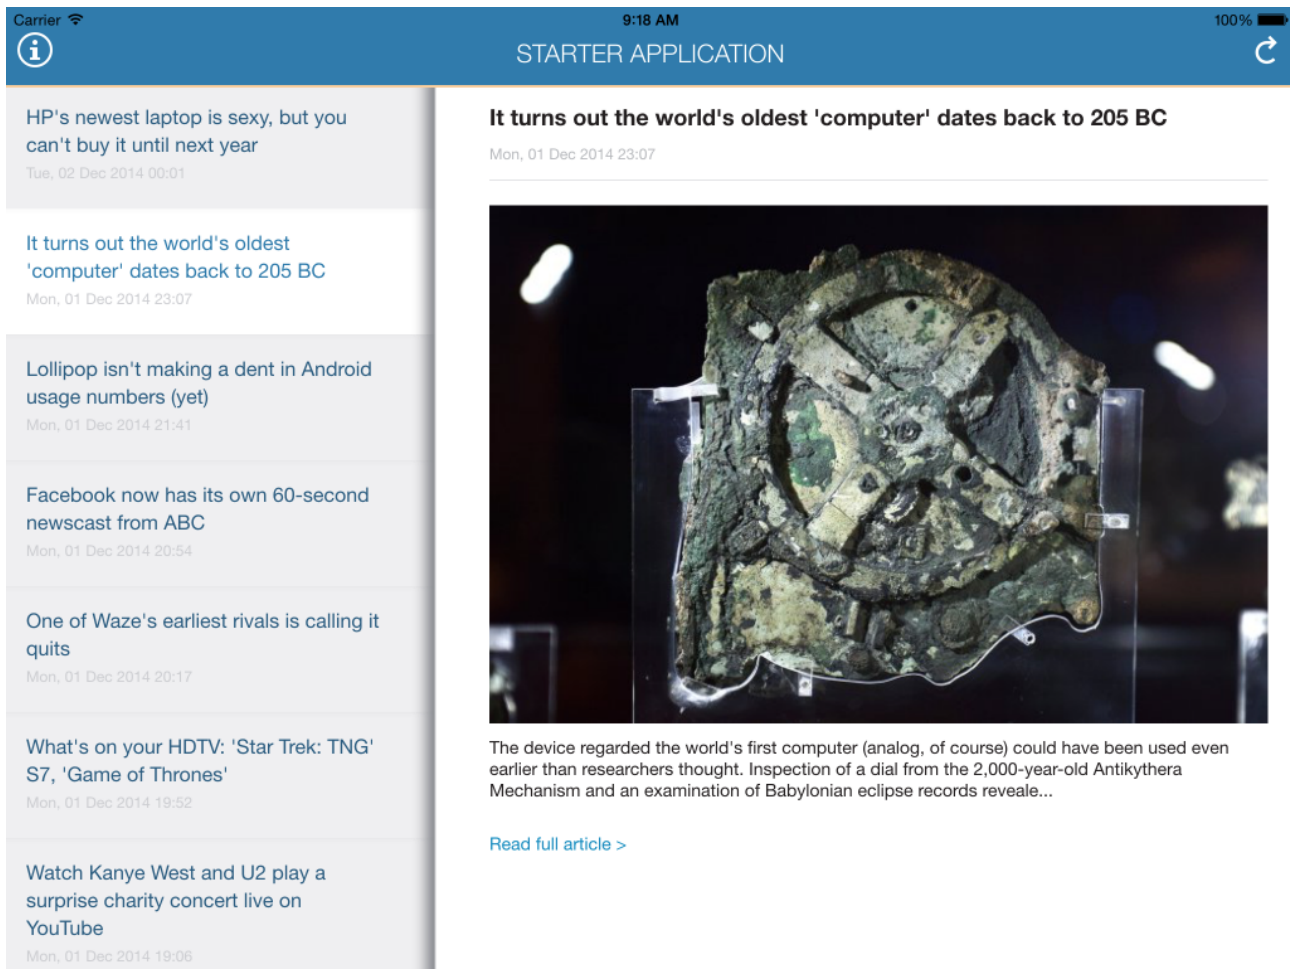 Carrier
9:18 AM
100%
STARTER APPLICATION
HP's newest laptop is sexy, but you
can't buy it until next year
Tue, 02 Dec 2014 00:01
It turns out the world's oldest
'computer' dates back to 205 BC
Mon, 01 Dec 2014 23:07
Lollipop isn't making a dent in Android
usage numbers (yet)
Mon, 01 Dec 2014 21:41
Facebook now has its own 60-second
newscast from ABC
Mon, 01 Dec 2014 20:54
One of Waze's earliest rivals is calling it
quits
Mon, 01 Dec 2014 20:17
What's on your HDTV: 'Star Trek: TNG'
S7, 'Game of Thrones'
Mon, 01 Dec 2014 19:52
Watch Kanye West and U2 play a
surprise charity concert live on
YouTube
Mon, 01 Dec 2014 19:06
It turns out the world's oldest 'computer' dates back to 205 BC
Mon, 01 Dec 2014 23:07
The device regarded the world's first computer (analog, of course) could have been used even
earlier than researchers thought. Inspection of a dial from the 2,000-year-old Antikythera
Mechanism and an examination of Babylonian eclipse records reveale...
Read full article >